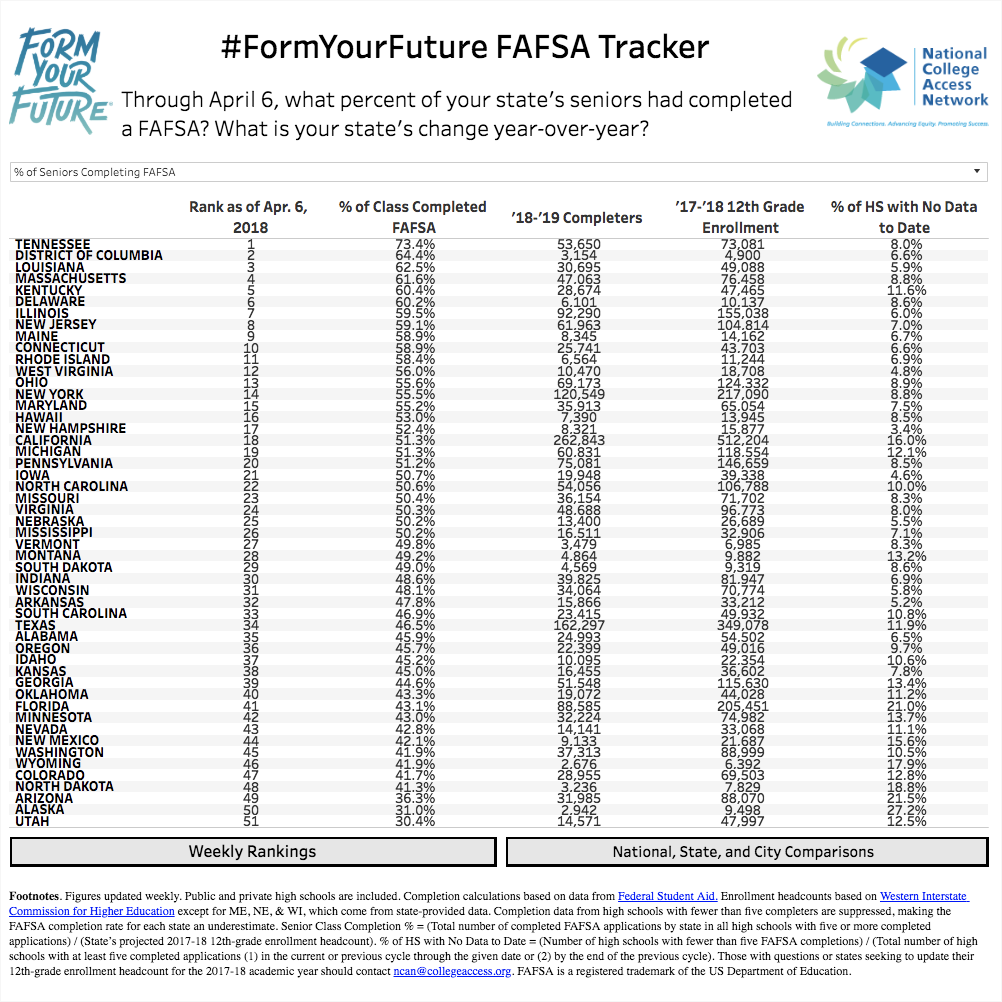 FORM
YOUR
FUTURE™
#FormYourFuture FAFSA Tracker
National
College
Access
Network
Building Connections. Advancing Equity. Promoting Success.
Through April 6, what percent of your state's seniors had completed
a FAFSA? What is your state's change year-over-year?
% of Seniors Completing FAFSA
Rank as of Apr. 6, 2018 % of Class Completed FAFSA '18-'19 Completers '17-'18 12th Grade Enrollment % of HS with No Data to Date
TENNESSEE 1 73.4% 53,650 73,081 8.0%
DISTRICT OF COLUMBIA 2 64.4% 3,154 4,900 6.6%
LOUISIANA 3 62.5% 30,695 49,088 5.9%
MASSACHUSETTS 4 61.6% 47,063 76,458 8.8%
KENTUCKY 5 60.4% 28,674 47,465 11.6%
DELAWARE 6 60.2% 6,101 10,137 8.6%
ILLINOIS 7 59.5% 92,290 155,038 6.0%
NEW JERSEY 8 59.1% 61,963 104,814 7.0%
MAINE 9 58.9% 8,345 14,162 6.7%
CONNECTICUT 10 58.9% 25,741 43,703 6.6%
RHODE ISLAND 11 58.4% 6,564 11,244 6.9%
WEST VIRGINIA 12 56.0% 10,470 18,708 4.8%
OHIO 13 55.6% 69,173 124,332 8.9%
NEW YORK 14 55.5% 120,549 217,090 8.8%
MARYLAND 15 55.2% 35,913 65,054 7.5%
HAWAII 16 53.0% 7,390 13,945 8.5%
NEW HAMPSHIRE 17 52.4% 8,321 15,877 3.4%
CALIFORNIA 18 51.3% 262,843 512,204 16.0%
MICHIGAN 19 51.3% 60,831 118,554 12.1%
PENNSYLVANIA 20 51.2% 75,081 146,659 8.5%
IOWA 21 50.7% 19,948 39,338 4.6%
NORTH CAROLINA 22 50.6% 54,056 106,788 10.0%
MISSOURI 23 50.4% 36,154 71,702 8.3%
VIRGINIA 24 50.3% 48,688 96,773 8.0%
NEBRASKA 25 50.2% 13,400 26,689 5.5%
MISSISSIPPI 26 50.2% 16,511 32,906 7.1%
VERMONT 27 49.8% 3,479 6,985 8.3%
MONTANA 28 49.2% 4,864 9,882 13.2%
SOUTH DAKOTA 29 49.0% 4,569 9,319 8.6%
INDIANA 30 48.6% 39,825 81,947 6.9%
WISCONSIN 31 48.1% 34,064 70,774 5.8%
ARKANSAS 32 47.8% 15,866 33,212 5.2%
SOUTH CAROLINA 33 46.9% 23,415 49,932 10.8%
TEXAS 34 46.5% 162,297 349,078 11.9%
ALABAMA 35 45.9% 24,993 54,502 6.5%
OREGON 36 45.7% 22,399 49,016 9.7%
IDAHO 37 45.2% 10,095 22,354 10.6%
KANSAS 38 45.0% 16,455 36,602 7.8%
GEORGIA 39 44.6% 51,548 115,630 13.4%
OKLAHOMA 40 43.3% 19,072 44,028 11.2%
FLORIDA 41 43.1% 88,585 205,451 21.0%
MINNESOTA 42 43.0% 32,224 74,982 13.7%
NEVADA 43 42.8% 14,141 33,068 11.1%
NEW MEXICO 44 42.1% 9,133 21,687 15.6%
WASHINGTON 45 41.9% 37,313 88,999 10.5%
WYOMING 46 41.9% 2,676 6,392 17.9%
COLORADO 47 41.7% 28,955 69,503 12.8%
NORTH DAKOTA 48 41.3% 3,236 7,829 18.8%
ARIZONA 49 36.3% 31,985 88,070 21.5%
ALASKA 50 31.0% 2,942 9,498 27.2%
UTAH 51 30.4% 14,571 47,997 12.5%
Weekly Rankings
National, State, and City Comparisons
Footnotes. Figures updated weekly. Public and private high schools are included. Completion calculations based on data from Federal Student Aid. Enrollment headcounts based on Western Interstate
Commission for Higher Education except for ME, NE, & WI, which come from state-provided data. Completion data from high schools with fewer than five completers are suppressed, making the
FAFSA completion rate for each state an underestimate. Senior Class Completion % = (Total number of completed FAFSA applications by state in all high schools with five or more completed
applications) / (State's projected 2017-18 12th-grade enrollment headcount). % of HS with No Data to Date = (Number of high schools with fewer than five FAFSA completions) / (Total number of high
schools with at least five completed applications (1) in the current or previous cycle through the given date or (2) by the end of the previous cycle). Those with questions or states seeking to update their
12th-grade enrollment headcount for the 2017-18 academic year should contact ncan@collegeaccess.org. FAFSA is a registered trademark of the US Department of Education.